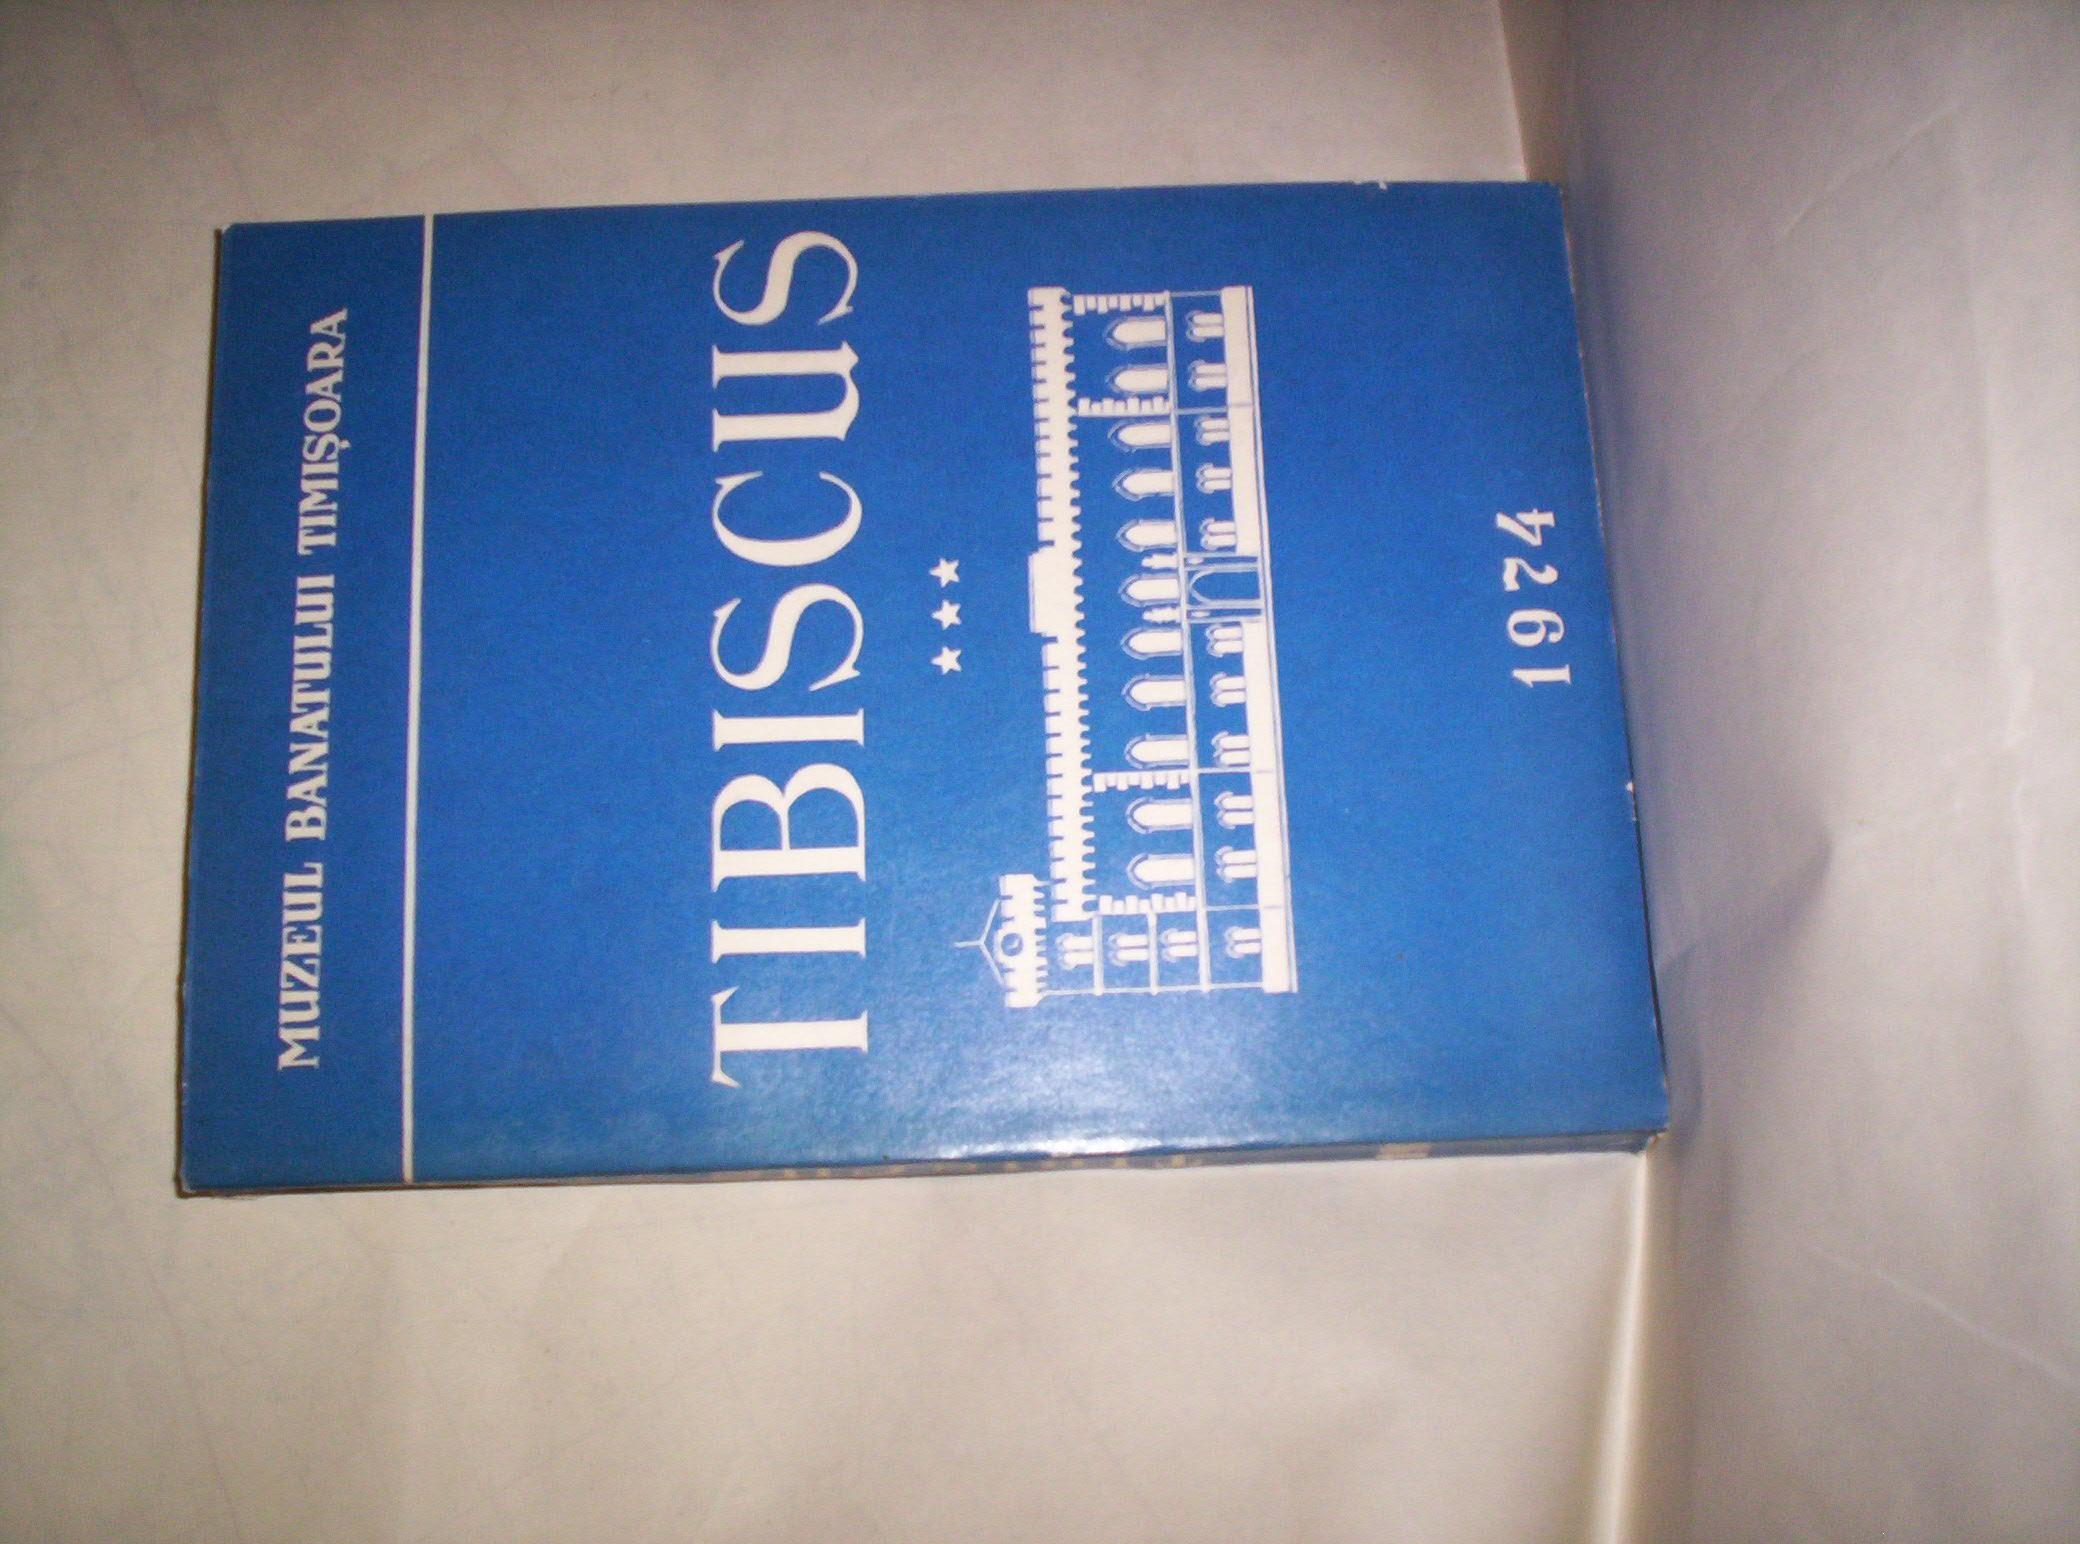 MUZEUL BANATULUI TIMIȘOARA
TIBISCUS
★ ★ ★
1974